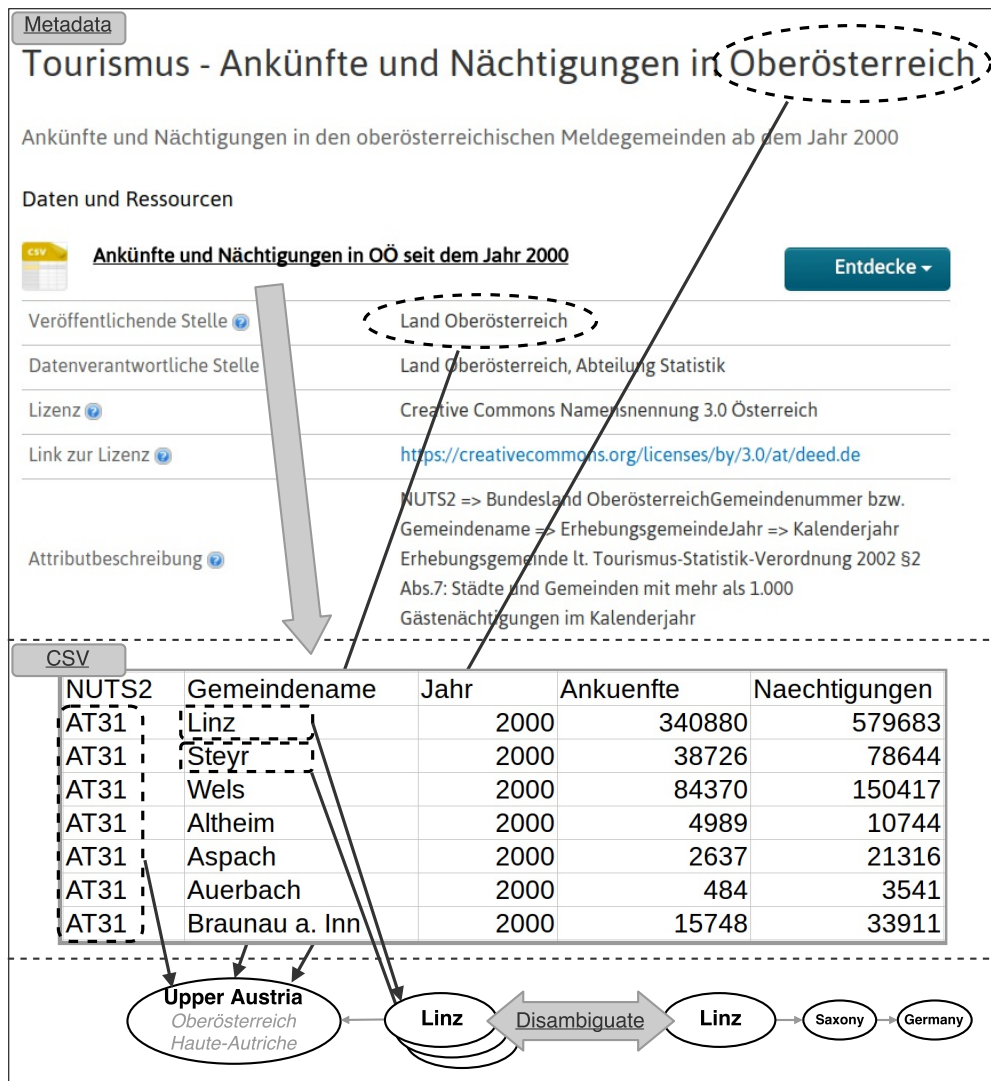 Metadata
Tourismus - Ankünfte und Nächtigungen in Oberösterreich
Ankünfte und Nächtigungen in den oberösterreichischen Meldegemeinden ab dem Jahr 2000
Daten und Ressourcen
CSV
Ankünfte und Nächtigungen in OÖ seit dem Jahr 2000
Entdecke
Veröffentlichende Stelle ? Land Oberösterreich
Datenverantwortliche Stelle Land Oberösterreich, Abteilung Statistik
Lizenz ? Creative Commons Namensnennung 3.0 Österreich
Link zur Lizenz ? https://creativecommons.org/licenses/by/3.0/at/deed.de
NUTS2 => Bundesland OberösterreichGemeindenummer bzw.
Gemeindename => ErhebungsgemeindeJahr => Kalenderjahr
Attributbeschreibung ? Erhebungsgemeinde lt. Tourismus-Statistik-Verordnung 2002 §2
Abs.7: Städte und Gemeinden mit mehr als 1.000
Gästenächtigungen im Kalenderjahr
CSV
NUTS2 Gemeindename Jahr Ankuenfte Naechtigungen
AT31 Linz 2000 340880 579683
AT31 Steyr 2000 38726 78644
AT31 Wels 2000 84370 150417
AT31 Altheim 2000 4989 10744
AT31 Aspach 2000 2637 21316
AT31 Auerbach 2000 484 3541
AT31 Braunau a. Inn 2000 15748 33911
Upper Austria
Oberösterreich
Haute-Autriche
Linz
Disambiguate
Linz
Saxony
Germany